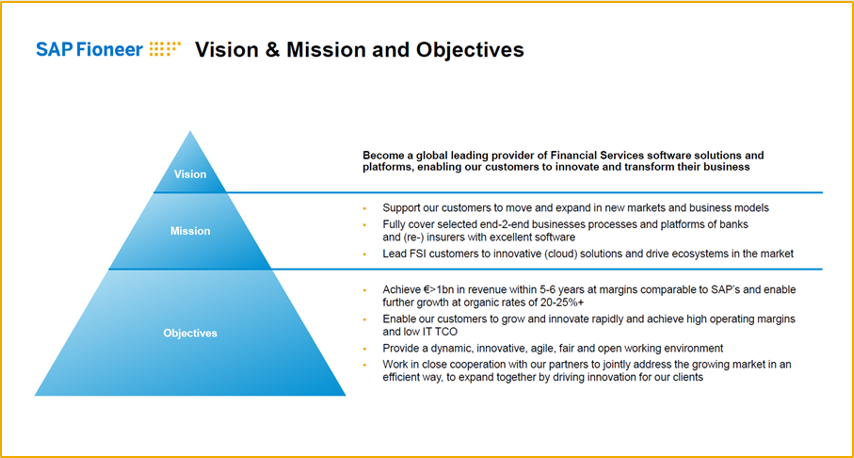 SAP Fioneer Vision & Mission and Objectives
Vision
Become a global leading provider of Financial Services software solutions and
platforms, enabling our customers to innovate and transform their business
Mission
• Support our customers to move and expand in new markets and business models
• Fully cover selected end-2-end businesses processes and platforms of banks
and (re-) insurers with excellent software
• Lead FSI customers to innovative (cloud) solutions and drive ecosystems in the market
Objectives
• Achieve €>1bn in revenue within 5-6 years at margins comparable to SAP's and enable
further growth at organic rates of 20-25%+
• Enable our customers to grow and innovate rapidly and achieve high operating margins
and low IT TCO
• Provide a dynamic, innovative, agile, fair and open working environment
• Work in close cooperation with our partners to jointly address the growing market in an
efficient way, to expand together by driving innovation for our clients